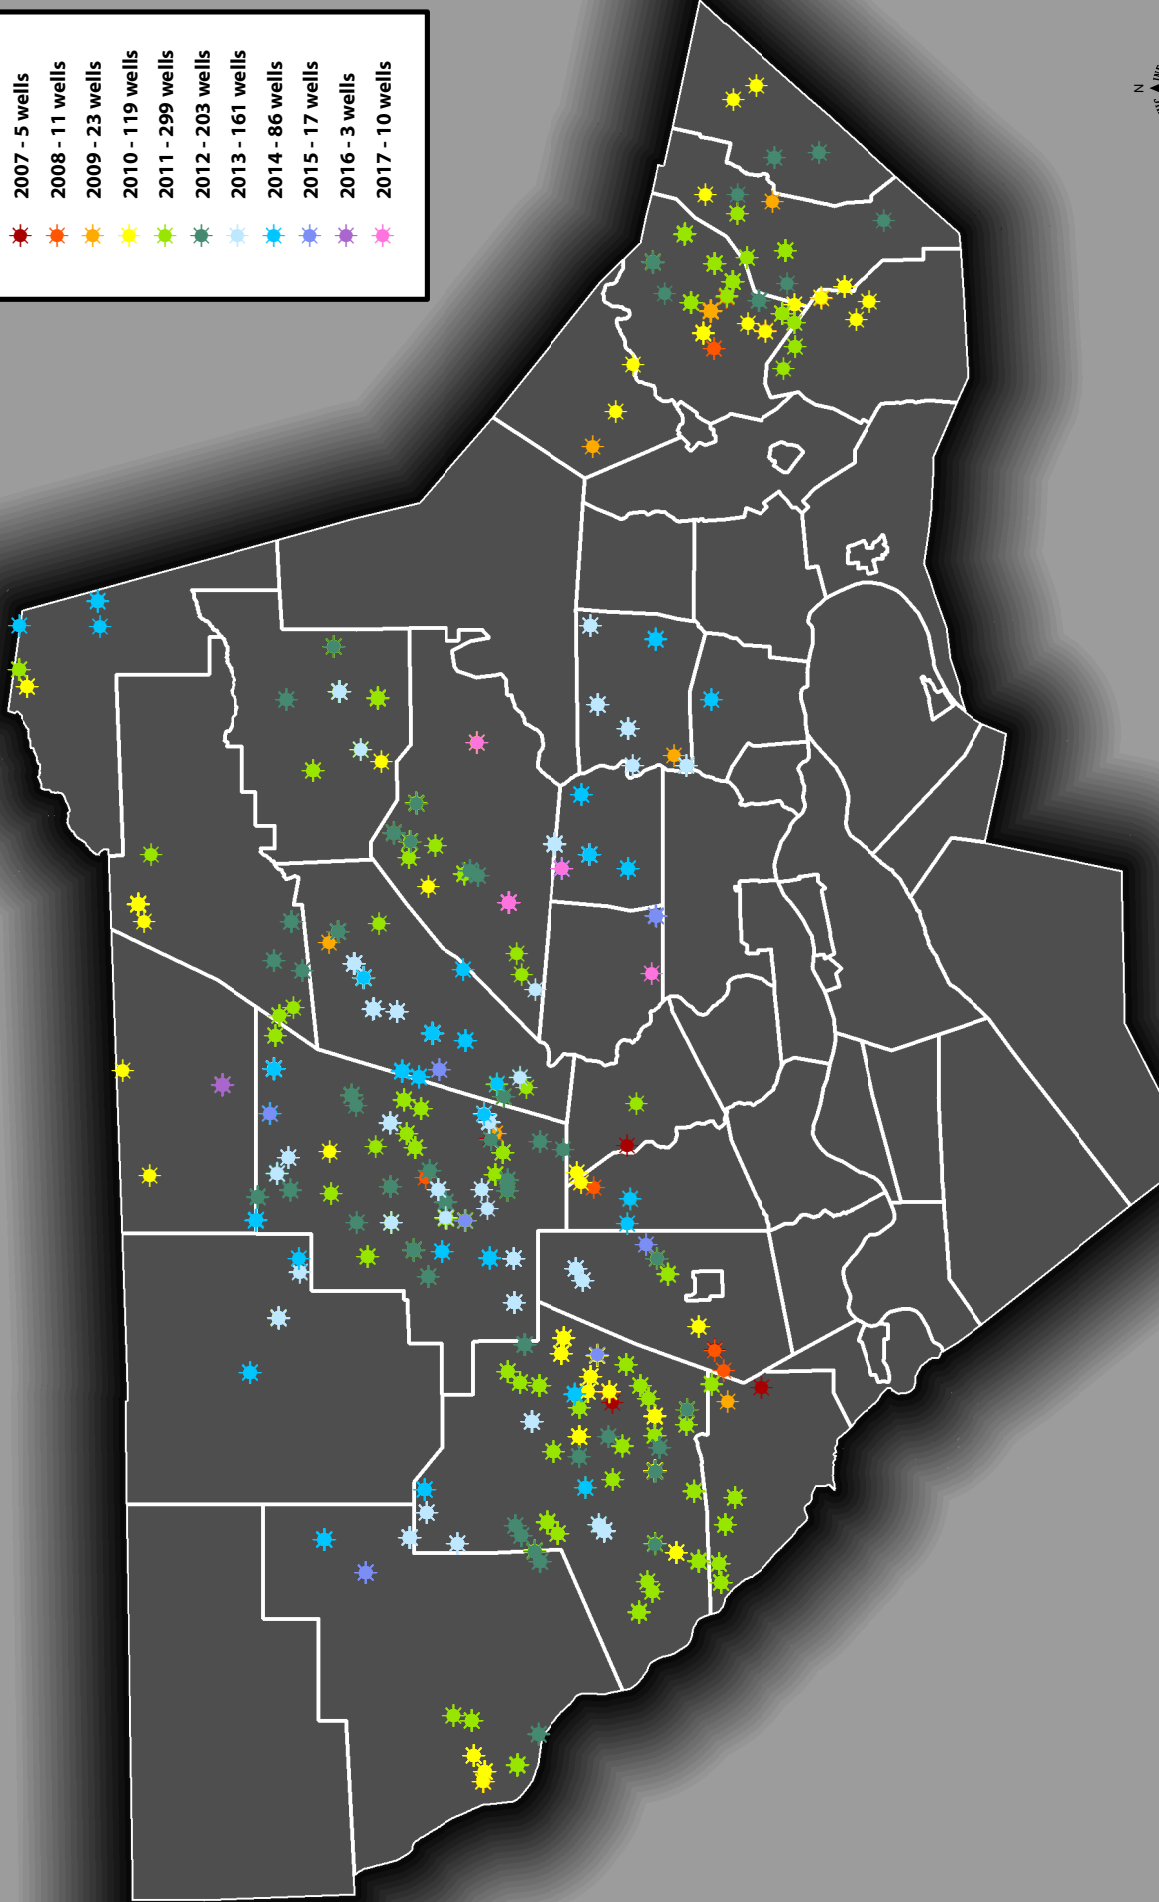 2007 - 5 wells
2008 - 11 wells
2009 - 23 wells
2010 - 119 wells
2011 - 299 wells
2012 - 203 wells
2013 - 161 wells
2014 - 86 wells
2015 - 17 wells
2016 - 3 wells
2017 - 10 wells
N